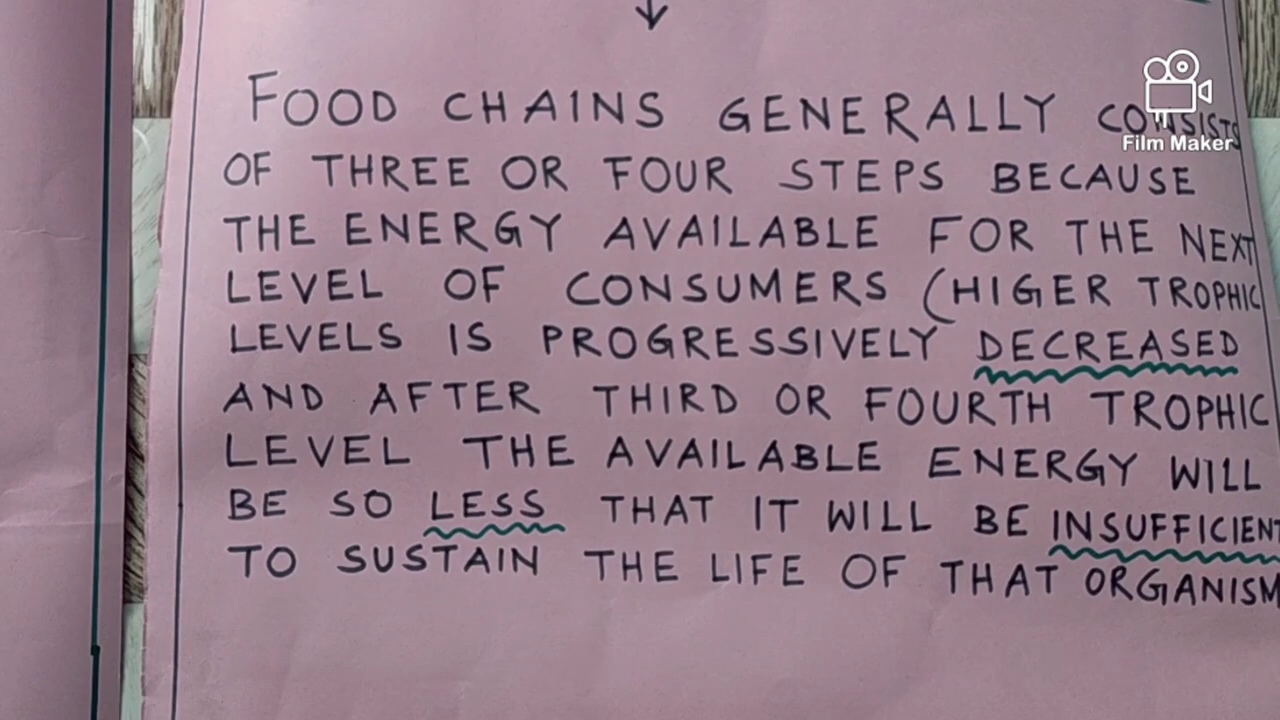 FOOD CHAINS GENERALLY CONSISTS
Film Maker
OF THREE OR FOUR STEPS BECAUSE
THE ENERGY AVAILABLE FOR THE NEXT
LEVEL OF CONSUMERS (HIGER TROPHIC
LEVELS IS PROGRESSIVELY DECREASED
AND AFTER THIRD OR FOURTH TROPHIC
LEVEL THE AVAILABLE ENERGY WILL
BE SO LESS THAT IT WILL BE INSUFFICIENT
TO SUSTAIN THE LIFE OF THAT ORGANISM